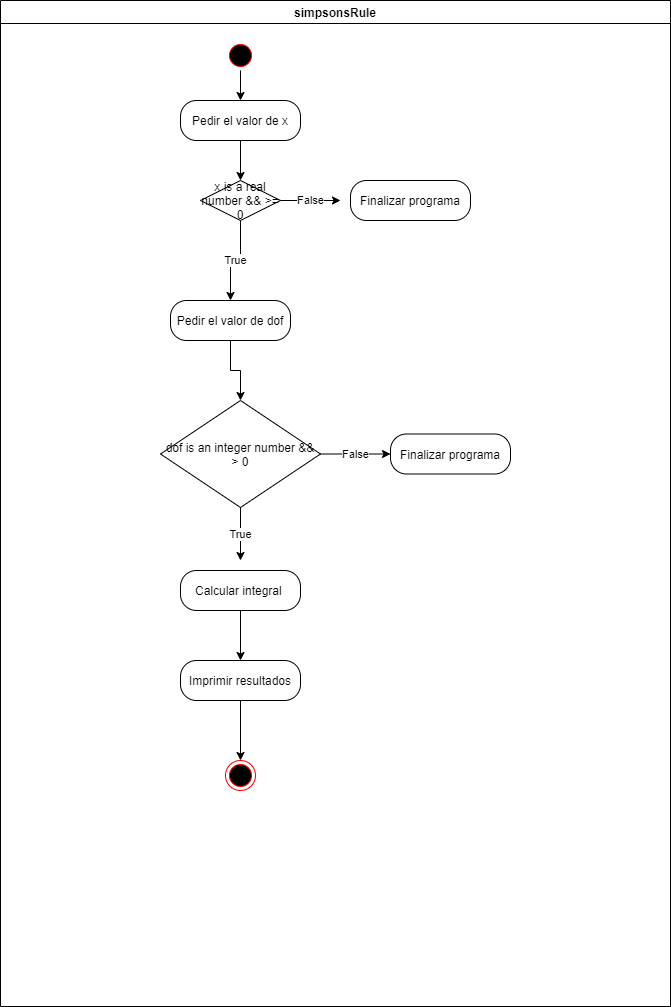 simpsonsRule
Pedir el valor de x
x is a real
number && >=
0
False
Finalizar programa
True
Pedir el valor de dof
dof is an integer number &&
> 0
False
Finalizar programa
True
Calcular integral
Imprimir resultados